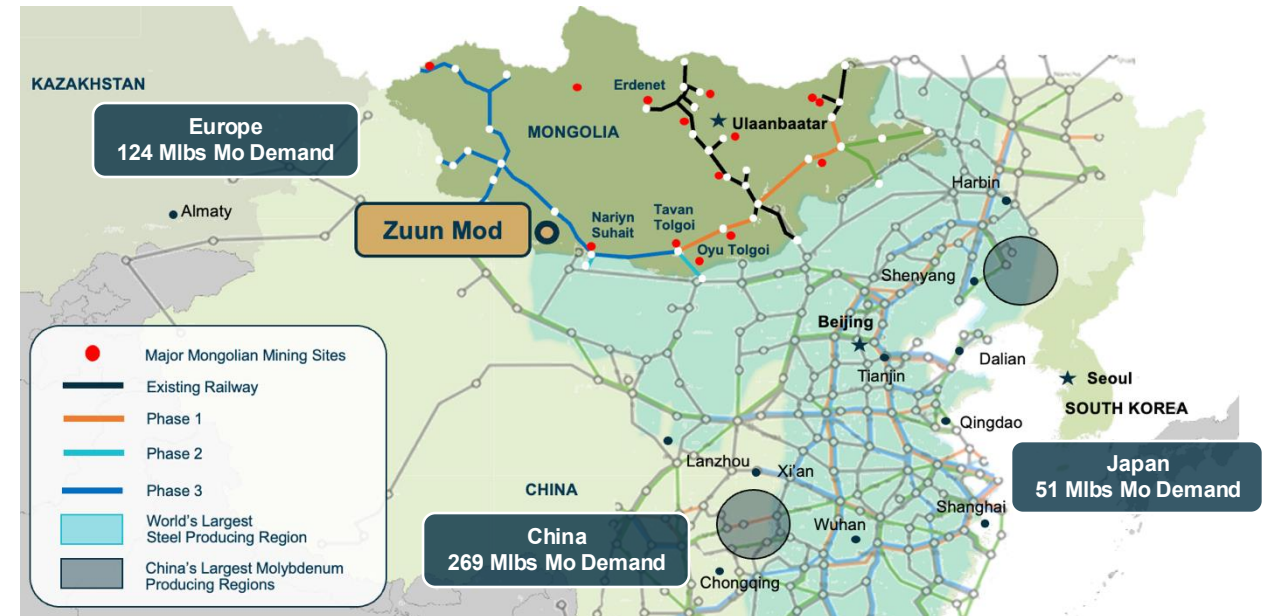 KAZAKHSTAN
Europe
124 Mlbs Mo Demand
Erdenet
MONGOLIA
Ulaanbaatar
Harbin
Almaty
Zuun Mod
Nariyn
Suhait
Tavan
Tolgoi
Oyu Tolgoi
Shenyang
Beijing
Tianjin
Dalian
Seoul
SOUTH KOREA
Qingdao
Major Mongolian Mining Sites
Existing Railway
Phase 1
Phase 2
Phase 3
World's Largest
Steel Producing Region
China's Largest Molybdenum
Producing Regions
Lanzhou
Xi'an
CHINA
Japan
51 Mlbs Mo Demand
Shanghai
Wuhan
China
269 Mlbs Mo Demand
Chongqing